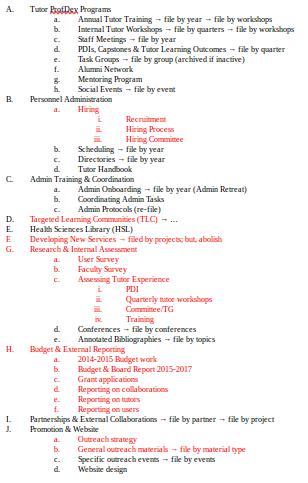 A. Tutor ProfDev Programs
a. Annual Tutor Training → file by year → file by workshops
b. Internal Tutor Workshops → file by quarters → file by workshops
c. Staff Meetings → file by year
d. PDIs, Capstones & Tutor Learning Outcomes → file by quarter
e. Task Groups → file by group (archived if inactive)
f. Alumni Network
g. Mentoring Program
h. Social Events → file by event
B. Personnel Administration
a. Hiring
i. Recruitment
ii. Hiring Process
iii. Hiring Committee
b. Scheduling → file by year
c. Directories → file by year
d. Tutor Handbook
C. Admin Training & Coordination
a. Admin Onboarding → file by year (Admin Retreat)
b. Coordinating Admin Tasks
c. Admin Protocols (re-file)
D. Targeted Learning Communities (TLC) → ...
E. Health Sciences Library (HSL)
E Developing New Services → filed by projects; but, abolish
G. Research & Internal Assessment
a. User Survey
b. Faculty Survey
c. Assessing Tutor Experience
i. PDI
ii. Quarterly tutor workshops
iii. Committee/TG
iv. Training
d. Conferences → file by conferences
e. Annotated Bibliographies → file by topics
H. Budget & External Reporting
a. 2014-2015 Budget work
b. Budget & Board Report 2015-2017
c. Grant applications
d. Reporting on collaborations
e. Reporting on tutors
f. Reporting on users
I. Partnerships & External Collaborations → file by partner → file by project
J. Promotion & Website
a. Outreach strategy
b. General outreach materials → file by material type
c. Specific outreach events → file by events
d. Website design